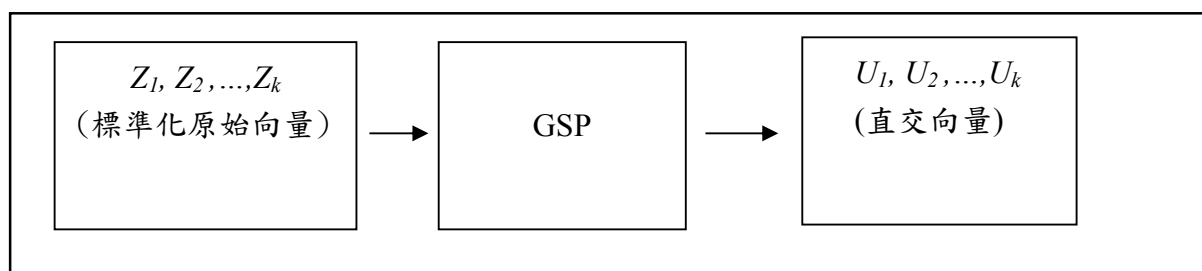 Z1, Z2 ,...,Zk
（標準化原始向量）
GSP
U1, U2 ,...,Uk
(直交向量)